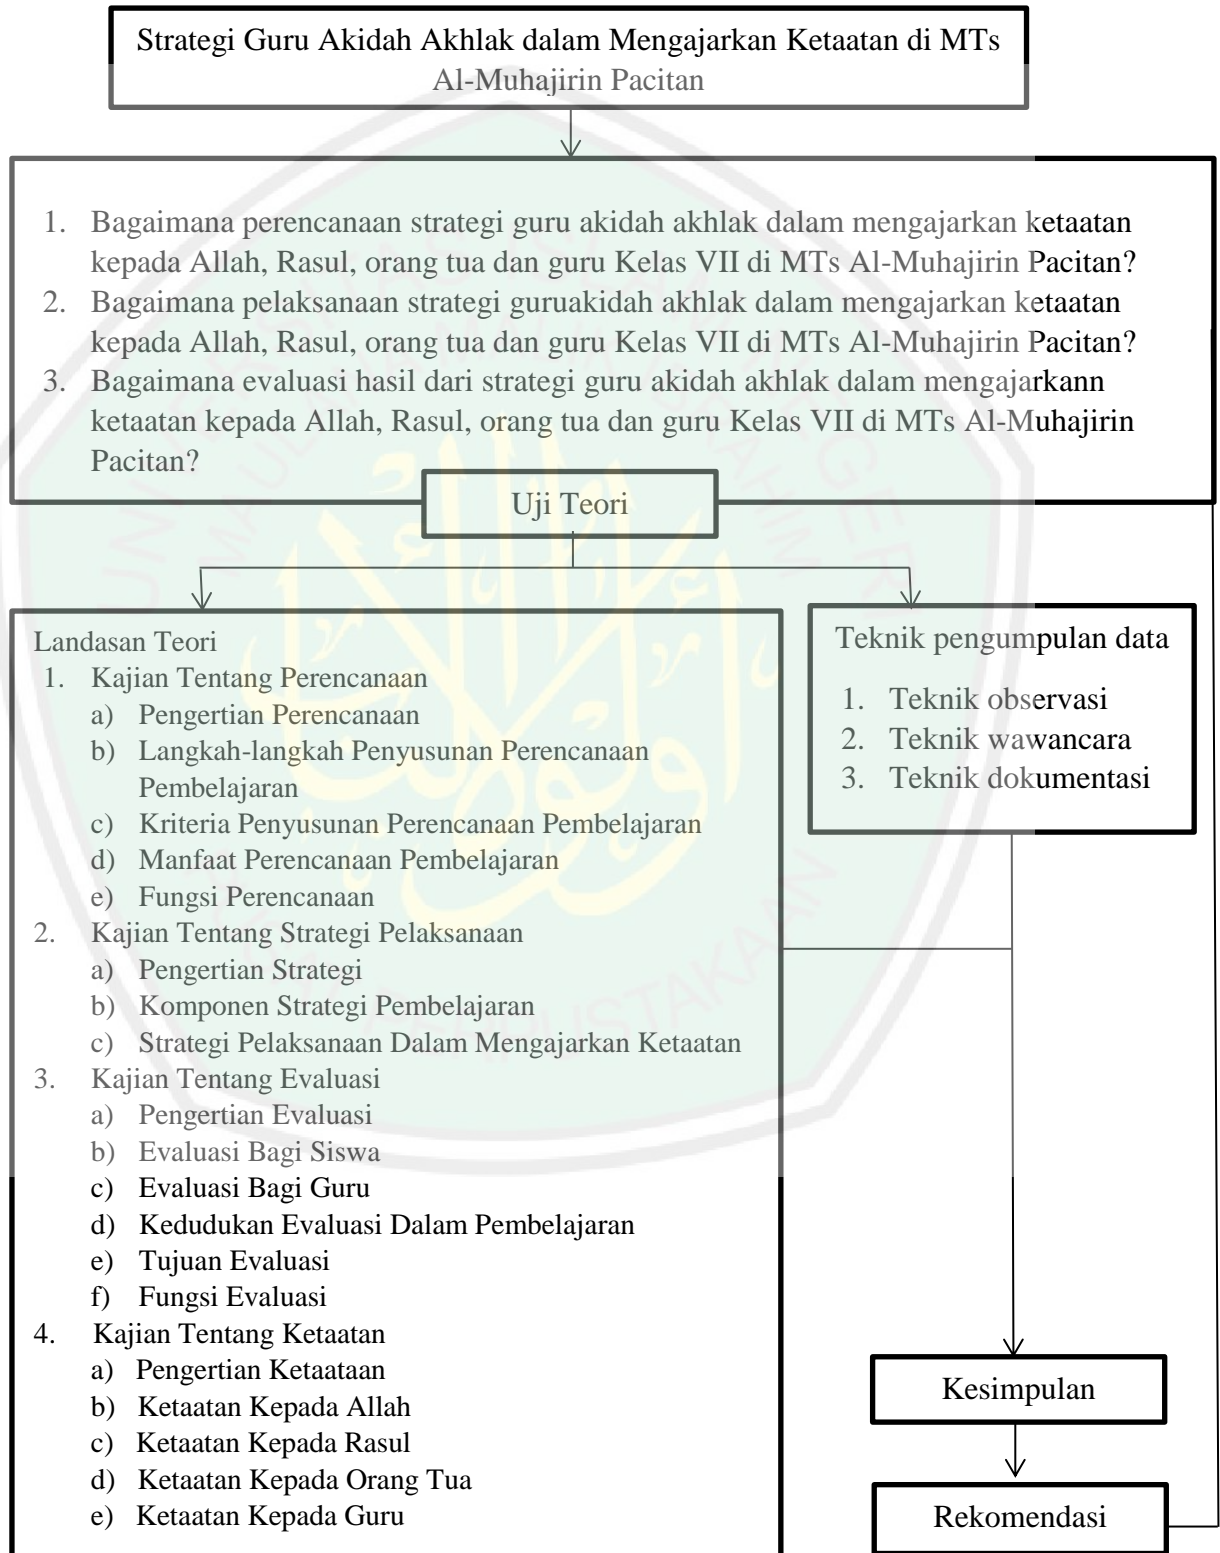 Strategi Guru Akidah Akhlak dalam Mengajarkan Ketaatan di MTs
Al-Muhajirin Pacitan
1. Bagaimana perencanaan strategi guru akidah akhlak dalam mengajarkan ketaatan
kepada Allah, Rasul, orang tua dan guru Kelas VII di MTs Al-Muhajirin Pacitan?
2. Bagaimana pelaksanaan strategi guruakidah akhlak dalam mengajarkan ketaatan
kepada Allah, Rasul, orang tua dan guru Kelas VII di MTs Al-Muhajirin Pacitan?
3. Bagaimana evaluasi hasil dari strategi guru akidah akhlak dalam mengajarkann
ketaatan kepada Allah, Rasul, orang tua dan guru Kelas VII di MTs Al-Muhajirin
Pacitan?
Uji Teori
Landasan Teori
1. Kajian Tentang Perencanaan
a) Pengertian Perencanaan
b) Langkah-langkah Penyusunan Perencanaan
Pembelajaran
c) Kriteria Penyusunan Perencanaan Pembelajaran
d) Manfaat Perencanaan Pembelajaran
e) Fungsi Perencanaan
2. Kajian Tentang Strategi Pelaksanaan
a) Pengertian Strategi
b) Komponen Strategi Pembelajaran
c) Strategi Pelaksanaan Dalam Mengajarkan Ketaatan
3. Kajian Tentang Evaluasi
a) Pengertian Evaluasi
b) Evaluasi Bagi Siswa
c) Evaluasi Bagi Guru
d) Kedudukan Evaluasi Dalam Pembelajaran
e) Tujuan Evaluasi
f) Fungsi Evaluasi
4. Kajian Tentang Ketaatan
a) Pengertian Ketaataan
b) Ketaatan Kepada Allah
c) Ketaatan Kepada Rasul
d) Ketaatan Kepada Orang Tua
e) Ketaatan Kepada Guru
Teknik pengumpulan data
1. Teknik observasi
2. Teknik wawancara
3. Teknik dokumentasi
Kesimpulan
Rekomendasi